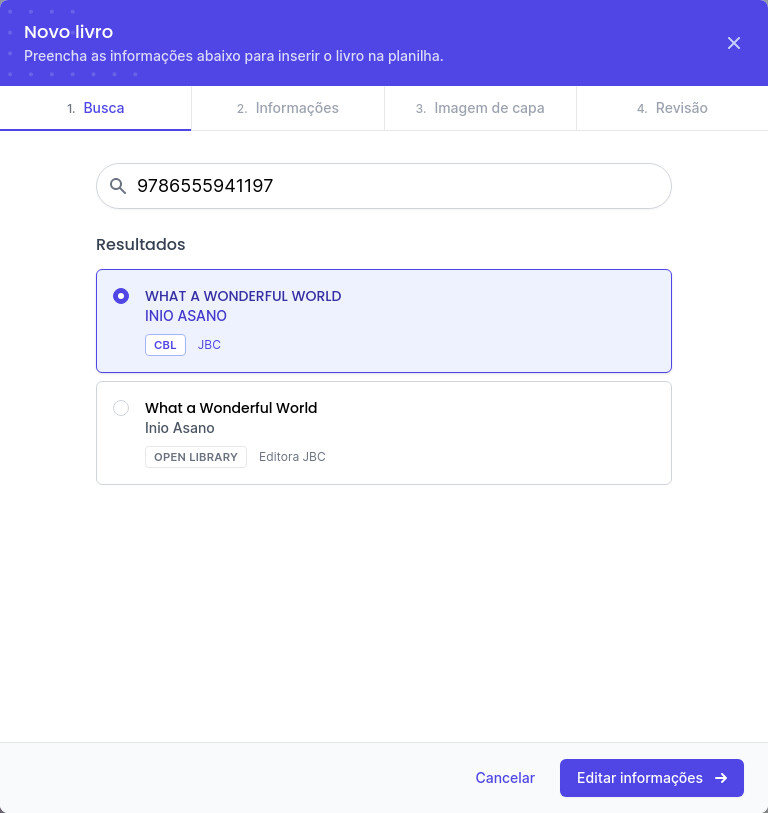 Novo livro
Preencha as informações abaixo para inserir o livro na planilha.
1. Busca
2. Informações
3. Imagem de capa
4. Revisão
9786555941197
Resultados
WHAT A WONDERFUL WORLD
INIO ASANO
CBL JBC
What a Wonderful World
Inio Asano
OPEN LIBRARY Editora JBC
Cancelar
Editar informações